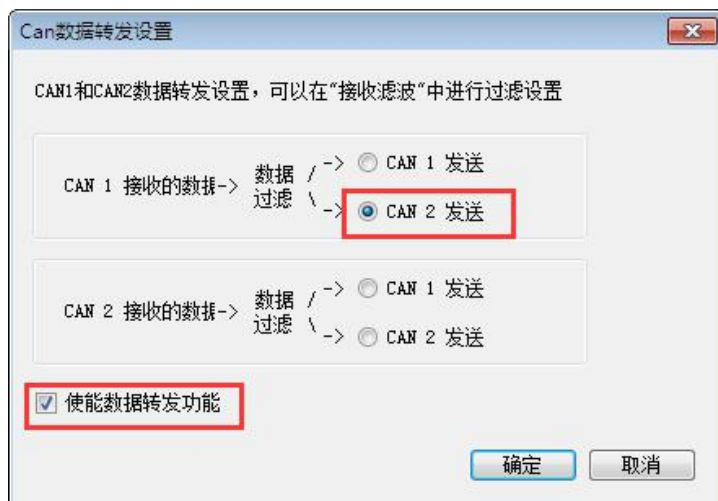 Can数据转发设置
CAN1和CAN2数据转发设置，可以在“接收滤波”中进行过滤设置
CAN 1 接收的数据-> 数据过滤 / -> CAN 1 发送
\ -> CAN 2 发送
CAN 2 接收的数据-> 数据过滤 / -> CAN 1 发送
\ -> CAN 2 发送
使能数据转发功能
确定 取消